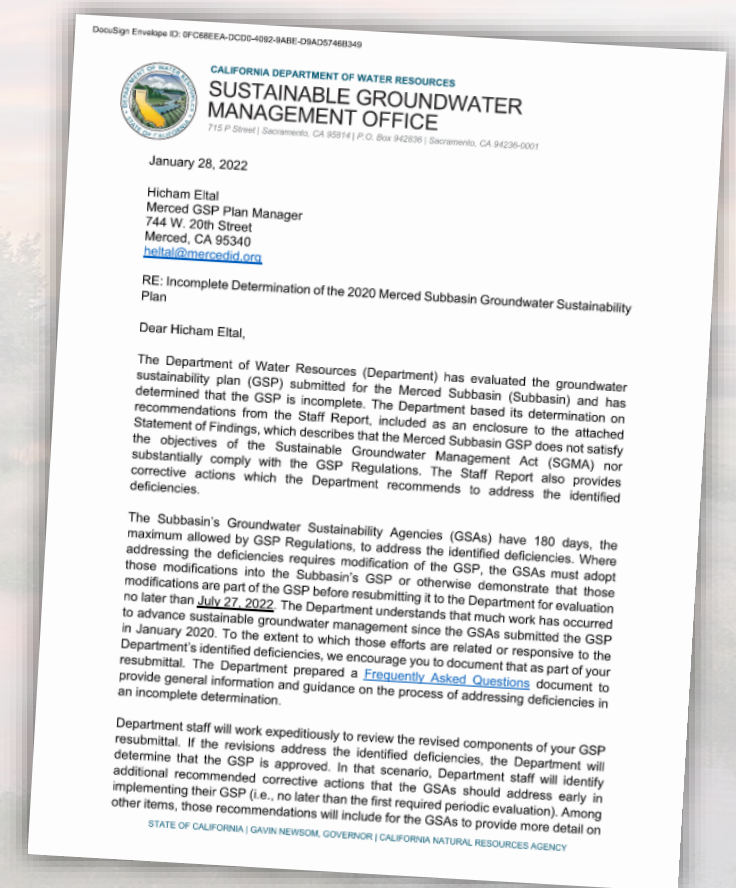 DocuSign Envelope ID: 0FC68EEA-DCD0-4092-9ABE-D9AD5746B349
CALIFORNIA DEPARTMENT OF WATER RESOURCES
SUSTAINABLE GROUNDWATER
MANAGEMENT OFFICE
715 P Street | Sacramento, CA 95814 | P.O. Box 942836 | Sacramento, CA 94236-0001
DEPARTMENT OF WATER RESOURCES
STATE OF CALIFORNIA
January 28, 2022
Hicham Eltal
Merced GSP Plan Manager
744 W. 20th Street
Merced, CA 95340
heltal@mercedid.org
RE: Incomplete Determination of the 2020 Merced Subbasin Groundwater Sustainability
Plan
Dear Hicham Eltal,
The Department of Water Resources (Department) has evaluated the groundwater
sustainability plan (GSP) submitted for the Merced Subbasin (Subbasin) and has
determined that the GSP is incomplete. The Department based its determination on
recommendations from the Staff Report, included as an enclosure to the attached
Statement of Findings, which describes that the Merced Subbasin GSP does not satisfy
the objectives of the Sustainable Groundwater Management Act (SGMA) nor
substantially comply with the GSP Regulations. The Staff Report also provides
corrective actions which the Department recommends to address the identified
deficiencies.
The Subbasin's Groundwater Sustainability Agencies (GSAs) have 180 days, the
maximum allowed by GSP Regulations, to address the identified deficiencies. Where
addressing the deficiencies requires modification of the GSP, the GSAs must adopt
those modifications into the Subbasin's GSP or otherwise demonstrate that those
modifications are part of the GSP before resubmitting it to the Department for evaluation
no later than July 27, 2022. The Department understands that much work has occurred
to advance sustainable groundwater management since the GSAs submitted the GSP
in January 2020. To the extent to which those efforts are related or responsive to the
Department's identified deficiencies, we encourage you to document that as part of your
resubmittal. The Department prepared a Frequently Asked Questions document to
provide general information and guidance on the process of addressing deficiencies in
an incomplete determination.
Department staff will work expeditiously to review the revised components of your GSP
resubmittal. If the revisions address the identified deficiencies, the Department will
determine that the GSP is approved. In that scenario, Department staff will identify
additional recommended corrective actions that the GSAs should address early in
implementing their GSP (i.e., no later than the first required periodic evaluation). Among
other items, those recommendations will include for the GSAs to provide more detail on
STATE OF CALIFORNIA | GAVIN NEWSOM, GOVERNOR | CALIFORNIA NATURAL RESOURCES AGENCY